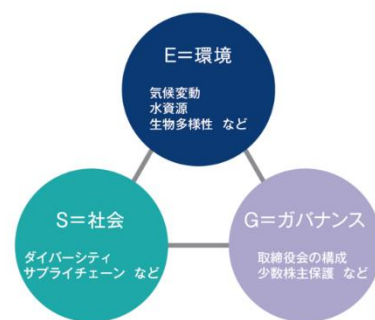 E=環境
気候変動
水資源
生物多様性 など
S=社会
ダイバーシティ
サプライチェーン など
G=ガバナンス
取締役会の構成
少数株主保護 など